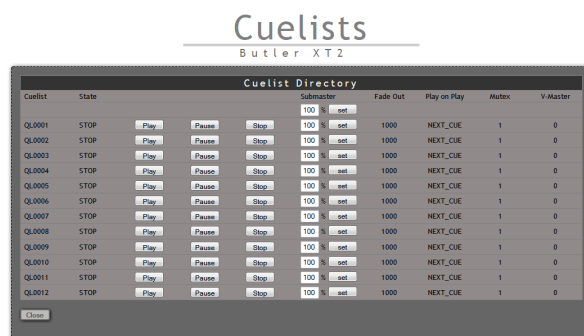 Cuelists
Butler XT2
Cuelist Directory
Cuelist State Submaster Fade Out Play on Play Mutex V-Master
100 % set
QL0001 STOP Play Pause Stop 100 % set 1000 NEXT_CUE 1 0
QL0002 STOP Play Pause Stop 100 % set 1000 NEXT_CUE 1 0
QL0003 STOP Play Pause Stop 100 % set 1000 NEXT_CUE 1 0
QL0004 STOP Play Pause Stop 100 % set 1000 NEXT_CUE 1 0
QL0005 STOP Play Pause Stop 100 % set 1000 NEXT_CUE 1 0
QL0006 STOP Play Pause Stop 100 % set 1000 NEXT_CUE 1 0
QL0007 STOP Play Pause Stop 100 % set 1000 NEXT_CUE 1 0
QL0008 STOP Play Pause Stop 100 % set 1000 NEXT_CUE 1 0
QL0009 STOP Play Pause Stop 100 % set 1000 NEXT_CUE 1 0
QL0010 STOP Play Pause Stop 100 % set 1000 NEXT_CUE 1 0
QL0011 STOP Play Pause Stop 100 % set 1000 NEXT_CUE 1 0
QL0012 STOP Play Pause Stop 100 % set 1000 NEXT_CUE 1 0
Close